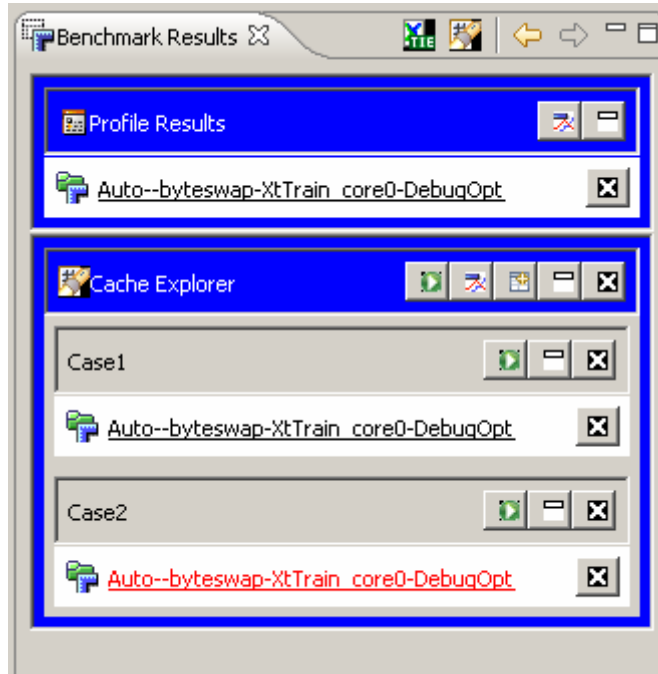 Benchmark Results
XTIE
Profile Results
Auto--byteswap-XtTrain_core0-DebugOpt
Cache Explorer
Case1
Auto--byteswap-XtTrain_core0-DebugOpt
Case2
Auto--byteswap-XtTrain_core0-DebugOpt